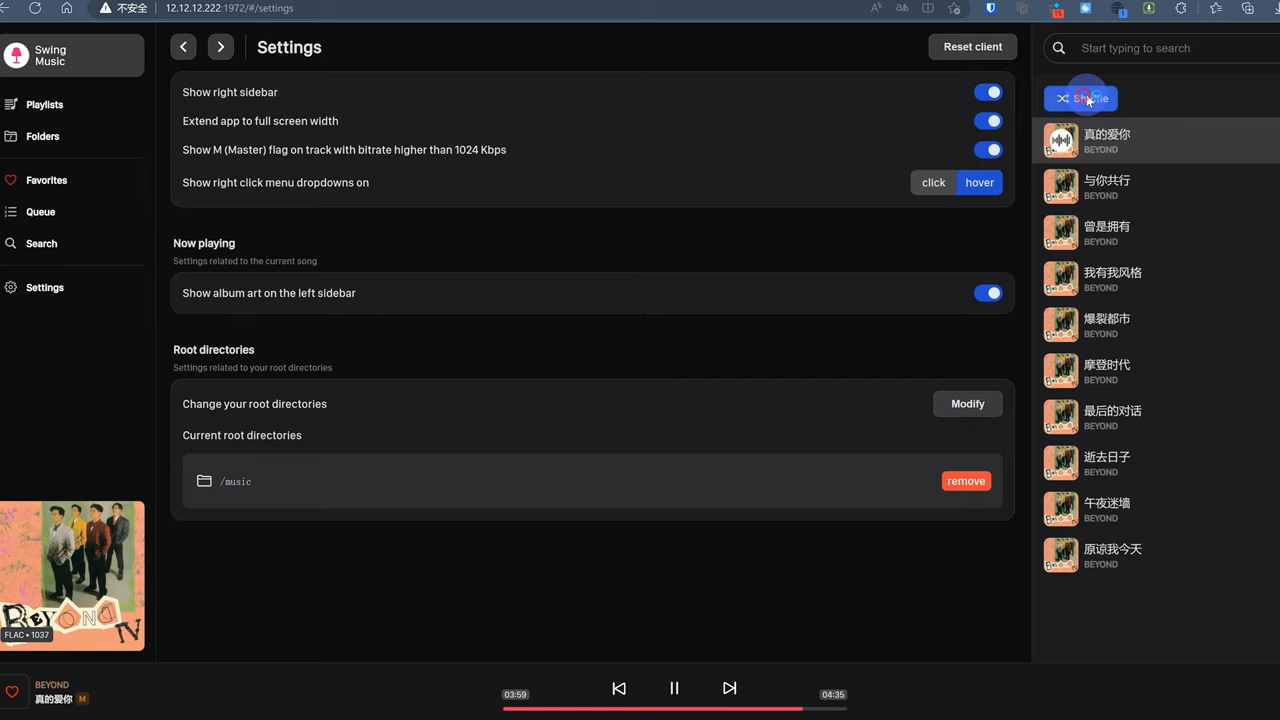 不安全
12.12.12.222:1972/#/settings
15
1
Swing
Music
Playlists
Folders
Favorites
Queue
Search
Settings
Settings
Reset client
Show right sidebar
Extend app to full screen width
Show M (Master) flag on track with bitrate higher than 1024 Kbps
Show right click menu dropdowns on
click
hover
Now playing
Settings related to the current song
Show album art on the left sidebar
Root directories
Settings related to your root directories
Change your root directories
Modify
Current root directories
/music
remove
Start typing to search
真的爱你
BEYOND
与你共行
BEYOND
曾是拥有
BEYOND
我有我风格
BEYOND
爆裂都市
BEYOND
摩登时代
BEYOND
最后的对话
BEYOND
逝去日子
BEYOND
午夜迷墙
BEYOND
原谅我今天
BEYOND
BEYOND
IV
FLAC • 1037
BEYOND
真的爱你 M
03:59
04:35